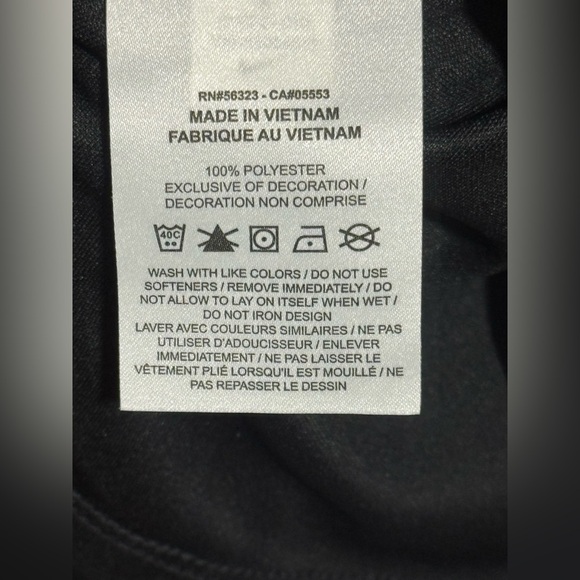 RN#56323 - CA#05553
MADE IN VIETNAM
FABRIQUE AU VIETNAM
100% POLYESTER
EXCLUSIVE OF DECORATION /
DECORATION NON COMPRISE
40C
WASH WITH LIKE COLORS / DO NOT USE
SOFTENERS / REMOVE IMMEDIATELY / DO
NOT ALLOW TO LAY ON ITSELF WHEN WET /
DO NOT IRON DESIGN
LAVER AVEC COULEURS SIMILAIRES / NE PAS
UTILISER D'ADOUCISSEUR / ENLEVER
IMMEDIATEMENT / NE PAS LAISSER LE
VÊTEMENT PLIÉ LORSQU'IL EST MOUILLÉ / NE
PAS REPASSER LE DESSIN